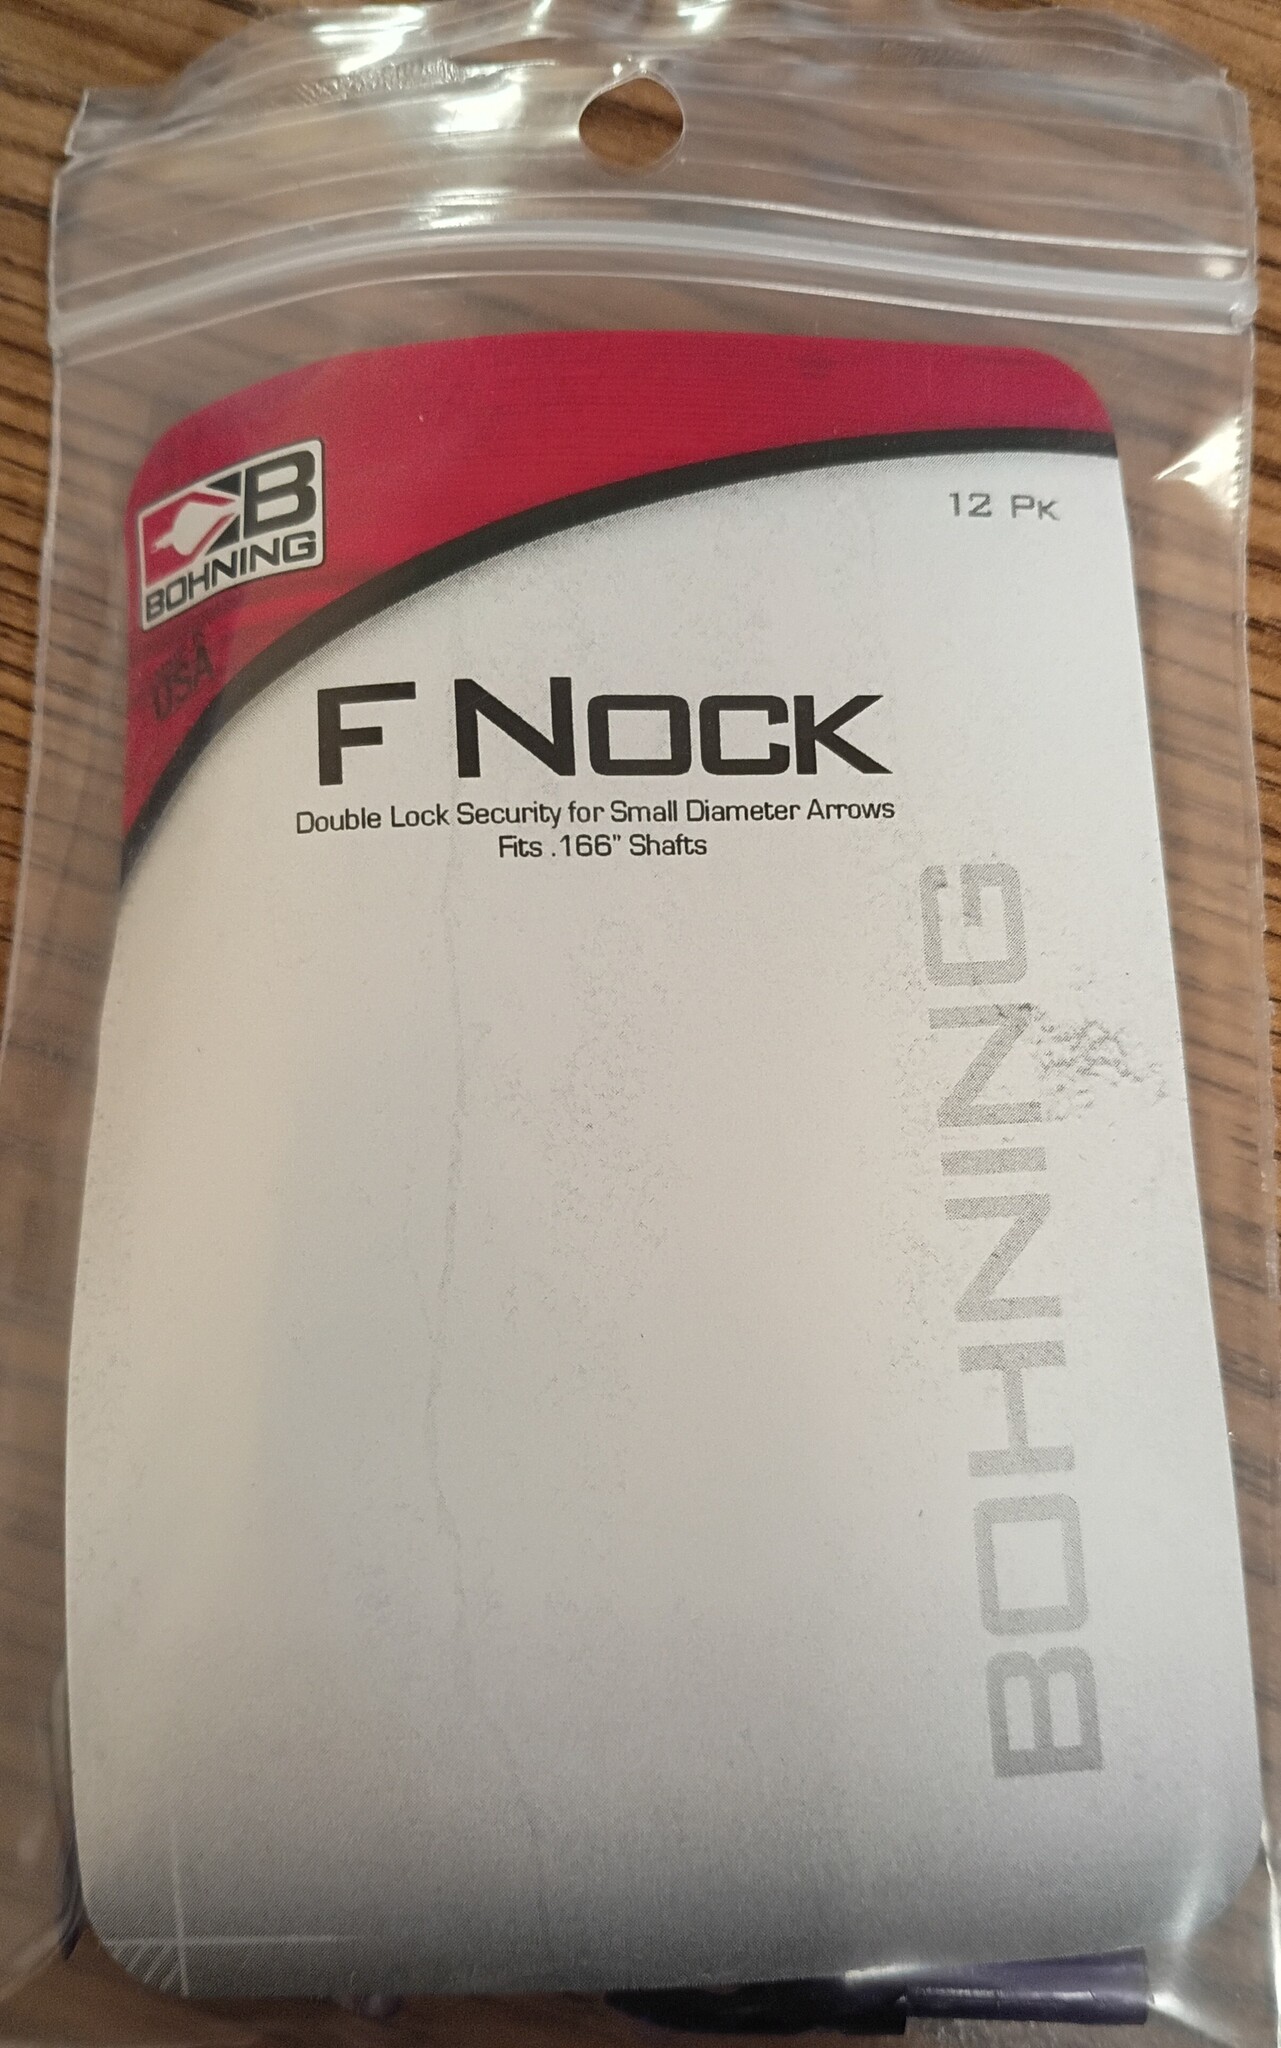 12 PK
B
BOHNING
USA
F NOCK
Double Lock Security for Small Diameter Arrows
Fits .166" Shafts
BOHNING